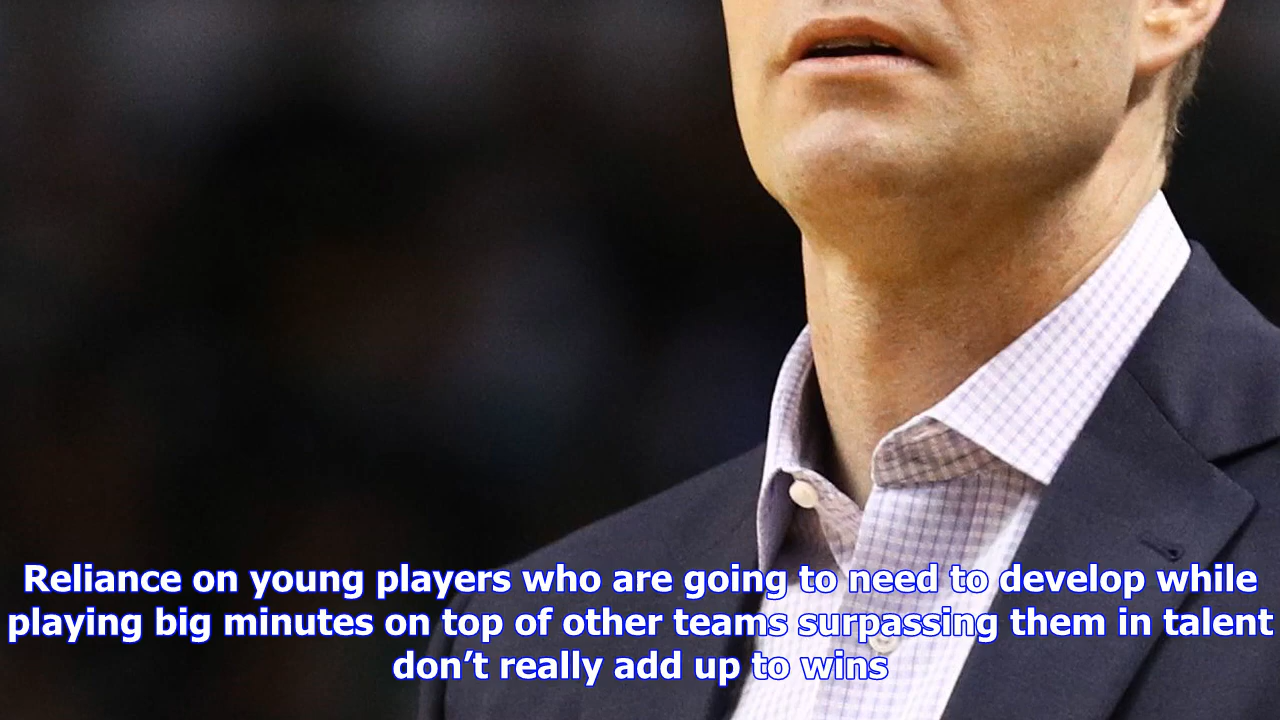 Reliance on young players who are going to need to develop while
playing big minutes on top of other teams surpassing them in talent
don’t really add up to wins